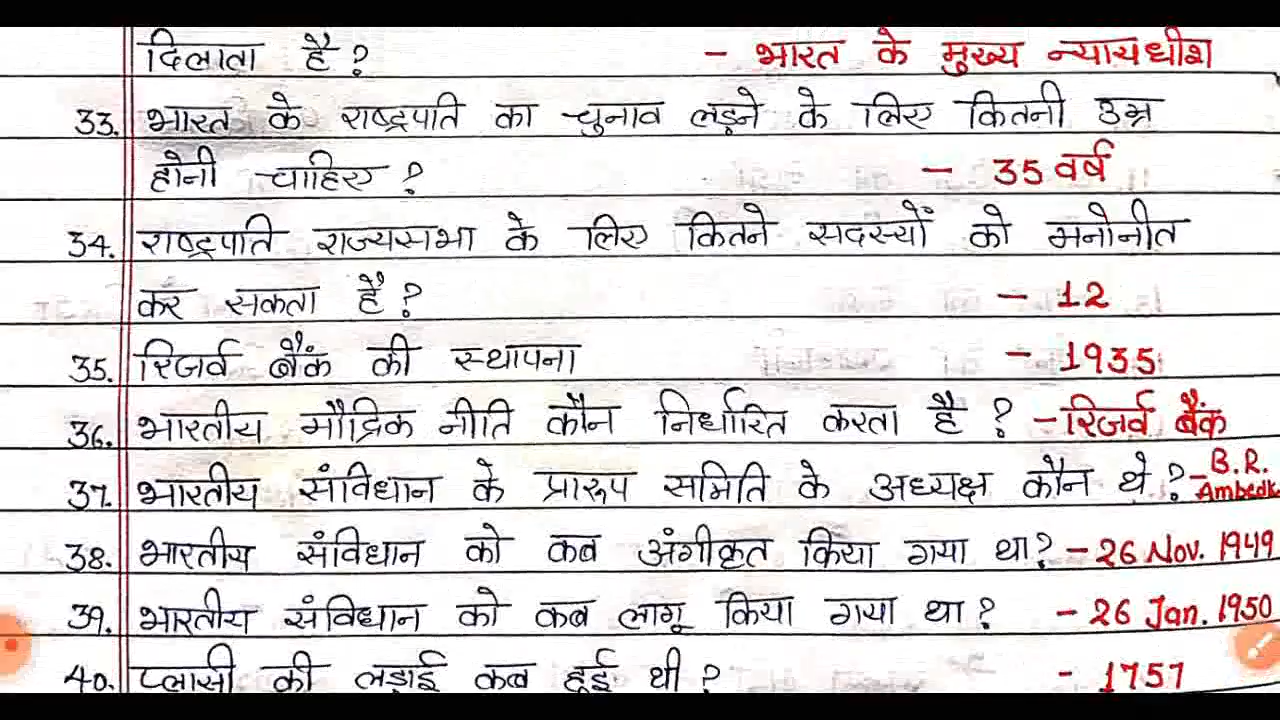 दिलाता है? - भारत के मुख्य न्यायधीश
33. भारत के राष्ट्रपति का चुनाव लड़ने के लिए कितनी उम्र
होनी चाहिए? - 35 वर्ष
34. राष्ट्रपति राज्यसभा के लिए कितने सदस्यों को मनोनीत
कर सकता है? - 12
35. रिजर्व बैंक की स्थापना - 1935
36. भारतीय मौद्रिक नीति कौन निर्धारित करता है? - रिजर्व बैंक
37. भारतीय संविधान के प्रारूप समिति के अध्यक्ष कौन थे? - B.R. Ambedk
38. भारतीय संविधान को कब अंगीकृत किया गया था? - 26 Nov. 1949
39. भारतीय संविधान को कब लागू किया गया था? - 26 Jan. 1950
40. प्लासी की लड़ाई कब हुई थी? - 1757